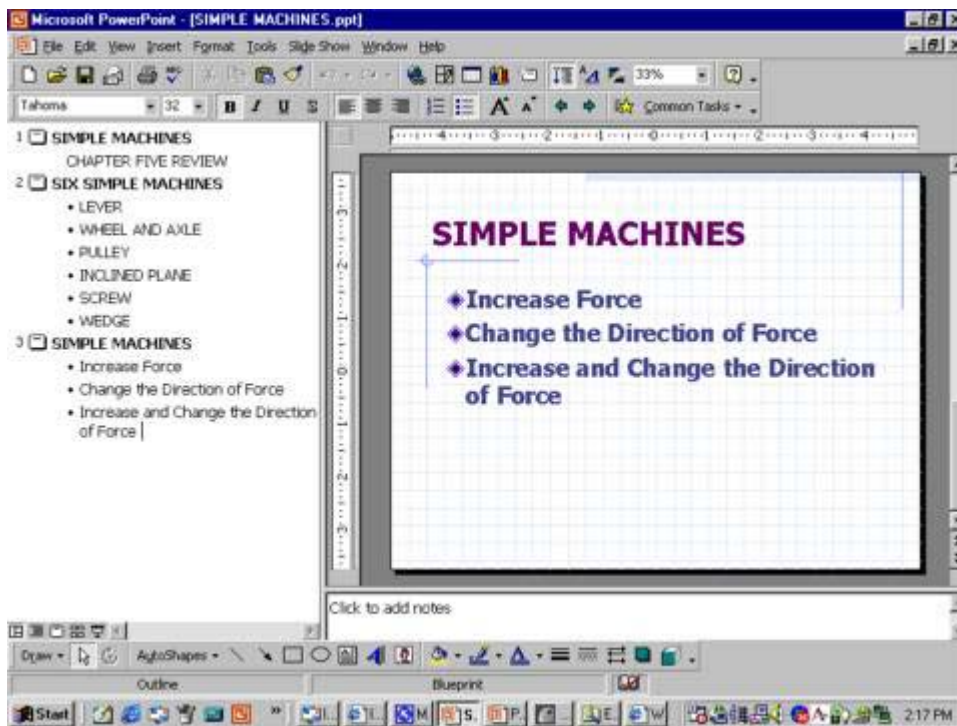 Microsoft PowerPoint - [SIMPLE MACHINES.ppt]
File Edit View Insert Format Tools Slide Show Window Help
33%
Tahoma 32 B I U S A A Common Tasks
1 SIMPLE MACHINES
CHAPTER FIVE REVIEW
2 SIX SIMPLE MACHINES
• LEVER
• WHEEL AND AXLE
• PULLEY
• INCLINED PLANE
• SCREW
• WEDGE
3 SIMPLE MACHINES
• Increase Force
• Change the Direction of Force
• Increase and Change the Direction
of Force
SIMPLE MACHINES
Increase Force
Change the Direction of Force
Increase and Change the Direction
of Force
Click to add notes
Draw AutoShapes
Outline Blueprint
Start 2:17 PM